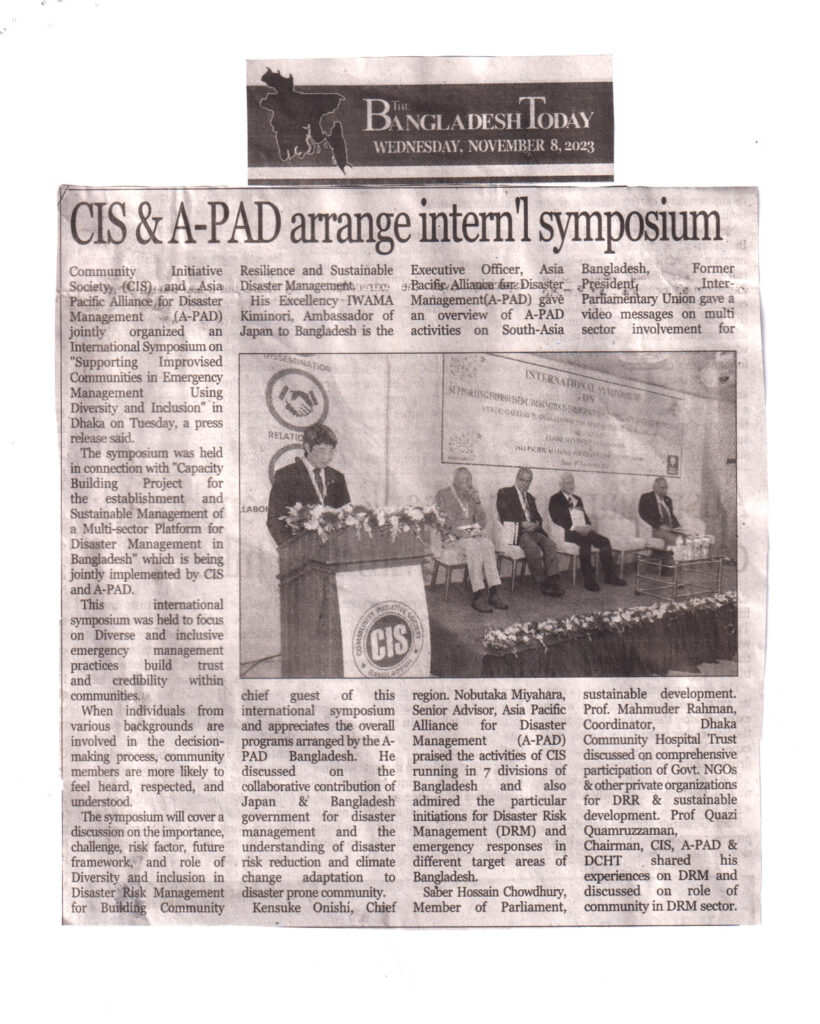 THE BANGLADESH TODAY
WEDNESDAY, NOVEMBER 8, 2023
CIS & A-PAD arrange intern'l symposium
Community Initiative
Society (CIS) and Asia
Pacific Alliance for Disaster
Management (A-PAD)
jointly organized an
International Symposium on
"Supporting Improvised
Communities in Emergency
Management Using
Diversity and Inclusion" in
Dhaka on Tuesday, a press
release said.
The symposium was held
in connection with "Capacity
Building Project for
the establishment and
Sustainable Management of
a Multi-sector Platform for
Disaster Management in
Bangladesh" which is being
jointly implemented by CIS
and A-PAD.
This international
symposium was held to focus
on Diverse and inclusive
emergency management
practices build trust
and credibility within
communities.
When individuals from
various backgrounds are
involved in the decision-
making process, community
members are more likely to
feel heard, respected, and
understood.
The symposium will cover a
discussion on the importance,
challenge, risk factor, future
framework, and role of
Diversity and inclusion in
Disaster Risk Management
for Building Community
Resilience and Sustainable
Disaster Management.
His Excellency IWAMA
Kiminori, Ambassador of
Japan to Bangladesh is the
chief guest of this
international symposium
and appreciates the overall
programs arranged by the A-
PAD Bangladesh. He
discussed on the
collaborative contribution of
Japan & Bangladesh
government for disaster
management and the
understanding of disaster
risk reduction and climate
change adaptation to
disaster prone community.
Kensuke Onishi, Chief
Executive Officer, Asia
Pacific Alliance for Disaster
Management(A-PAD) gave
an overview of A-PAD
activities on South-Asia
region. Nobutaka Miyahara,
Senior Advisor, Asia Pacific
Alliance for Disaster
Management (A-PAD)
praised the activities of CIS
running in 7 divisions of
Bangladesh and also
admired the particular
initiations for Disaster Risk
Management (DRM) and
emergency responses in
different target areas of
Bangladesh.
Saber Hossain Chowdhury,
Member of Parliament,
Bangladesh, Former
President, Inter-
Parliamentary Union gave a
video messages on multi
sector involvement for
sustainable development.
Prof. Mahmuder Rahman,
Coordinator, Dhaka
Community Hospital Trust
discussed on comprehensive
participation of Govt. NGOs
& other private organizations
for DRR & sustainable
development. Prof Quazi
Quamruzzaman,
Chairman, CIS, A-PAD &
DCHT shared his
experiences on DRM and
discussed on role of
community in DRM sector.
DISSEMINATION
RELATIO
LLABOR
INTERNATIONAL SYMPOSIUM
ON
COMMUNITY INITIATIVE SOCIETY
CIS
BANGLADESH